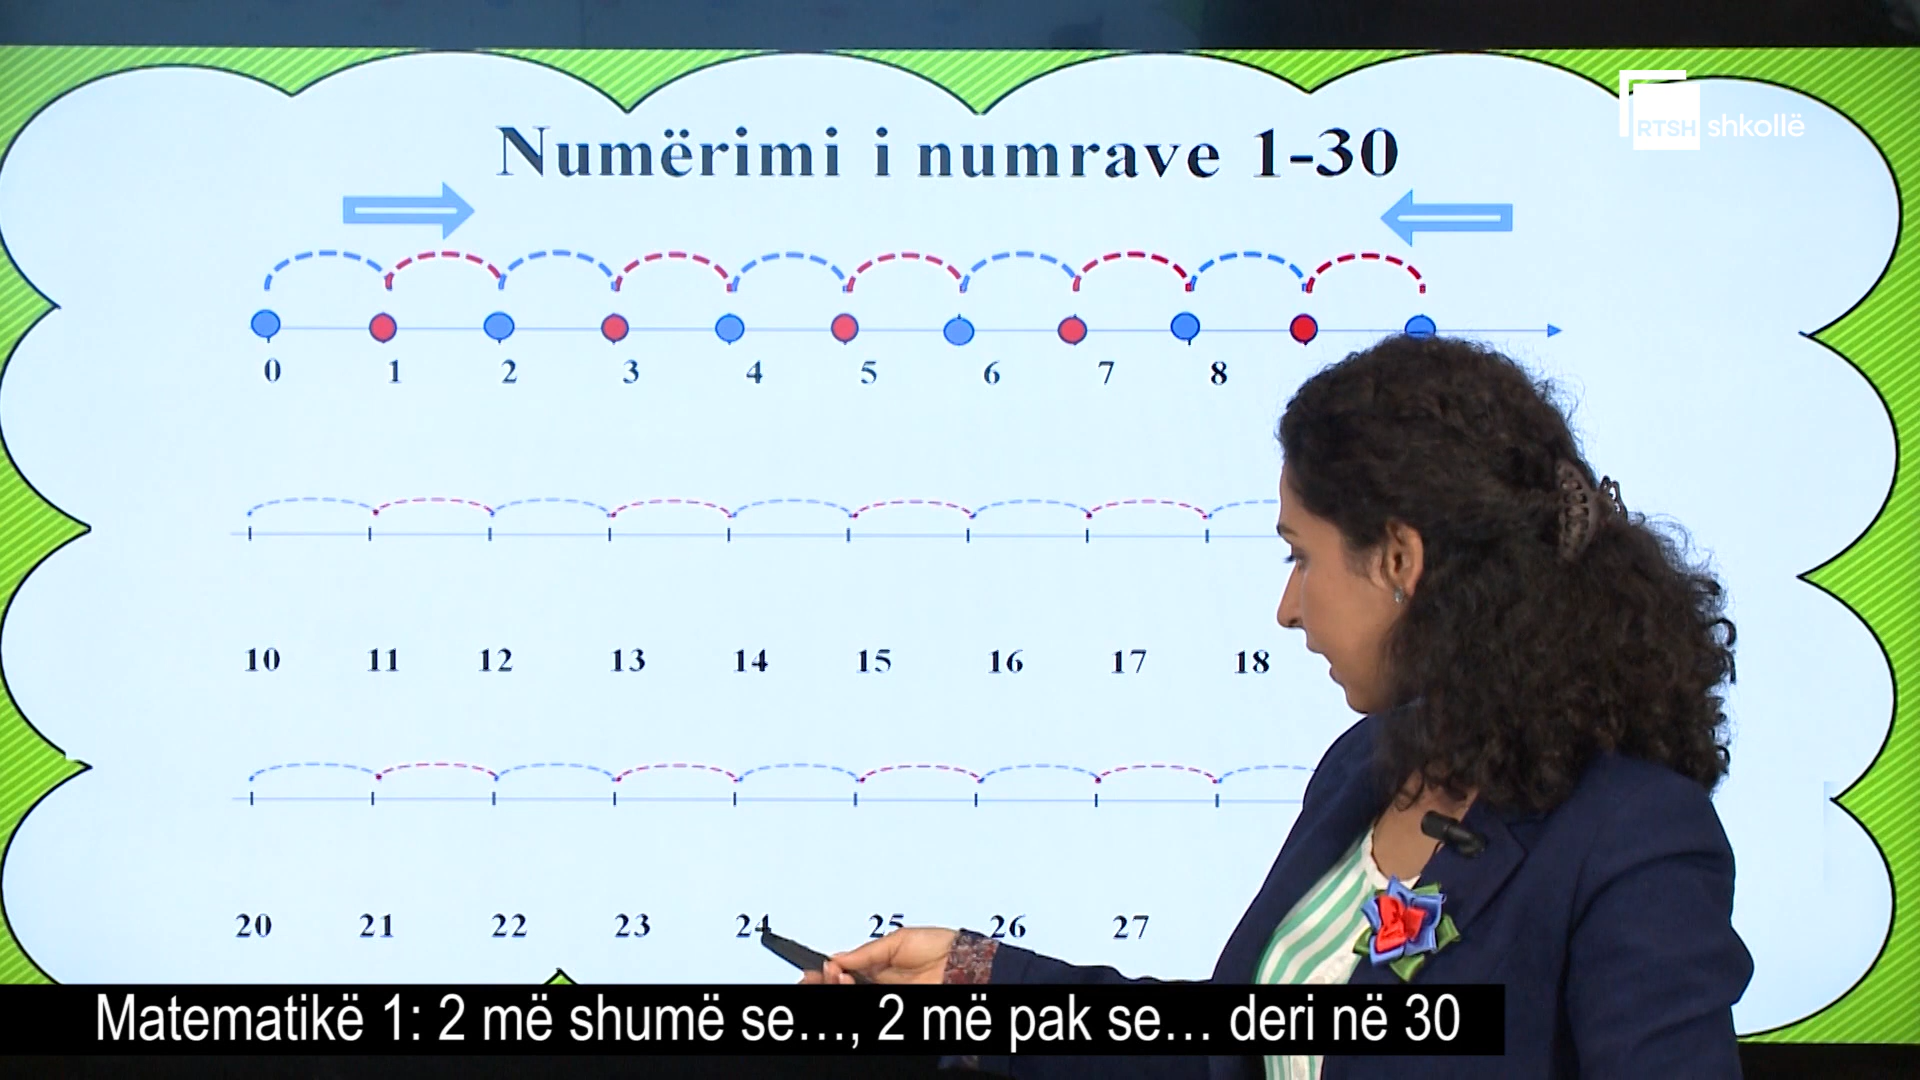 Numërimi i numrave 1-30
RTSH shkollë
0 1 2 3 4 5 6 7 8
10 11 12 13 14 15 16 17 18
20 21 22 23 24 25 26 27
Matematikë 1: 2 më shumë se..., 2 më pak se... deri në 30